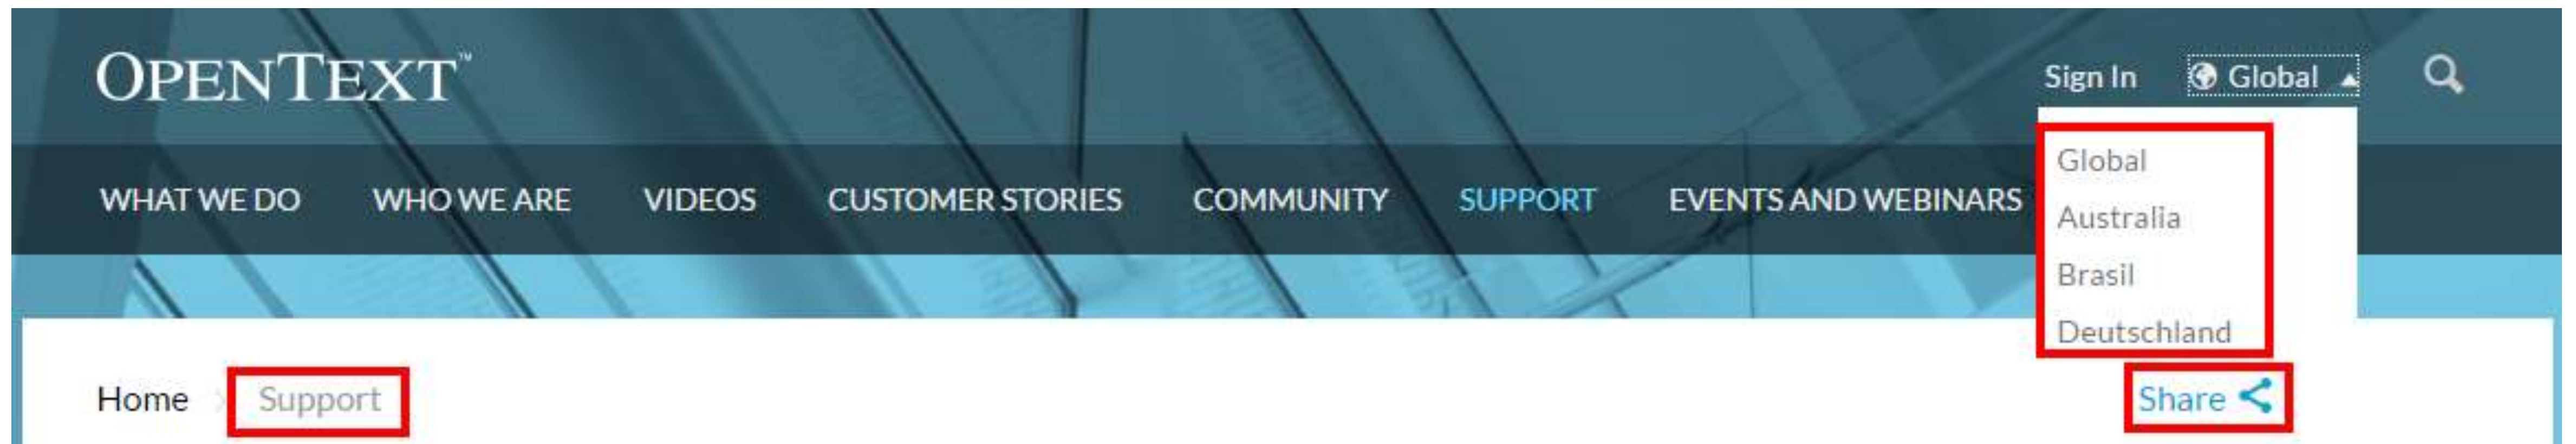 OPENTEXT™
Sign In Global
Global
Australia
Brasil
Deutschland
WHAT WE DO WHO WE ARE VIDEOS CUSTOMER STORIES COMMUNITY SUPPORT EVENTS AND WEBINARS
Home Support
Share